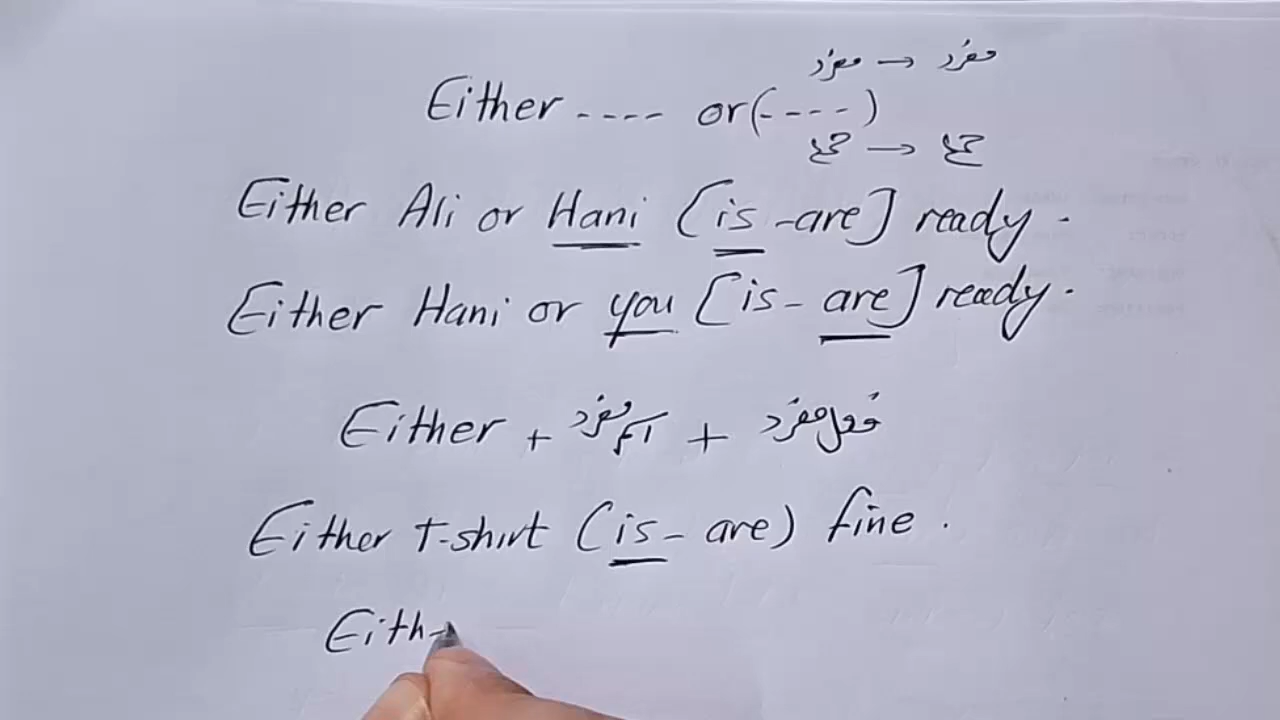 مفرد → مفرد
Either ---- or (----)
جمع → جمع
Either Ali or Hani [is - are] ready.
Either Hani or you [is - are] ready.
Either + اسم مفرد + فعل مفرد
Either T-shirt (is - are) fine.
Eith